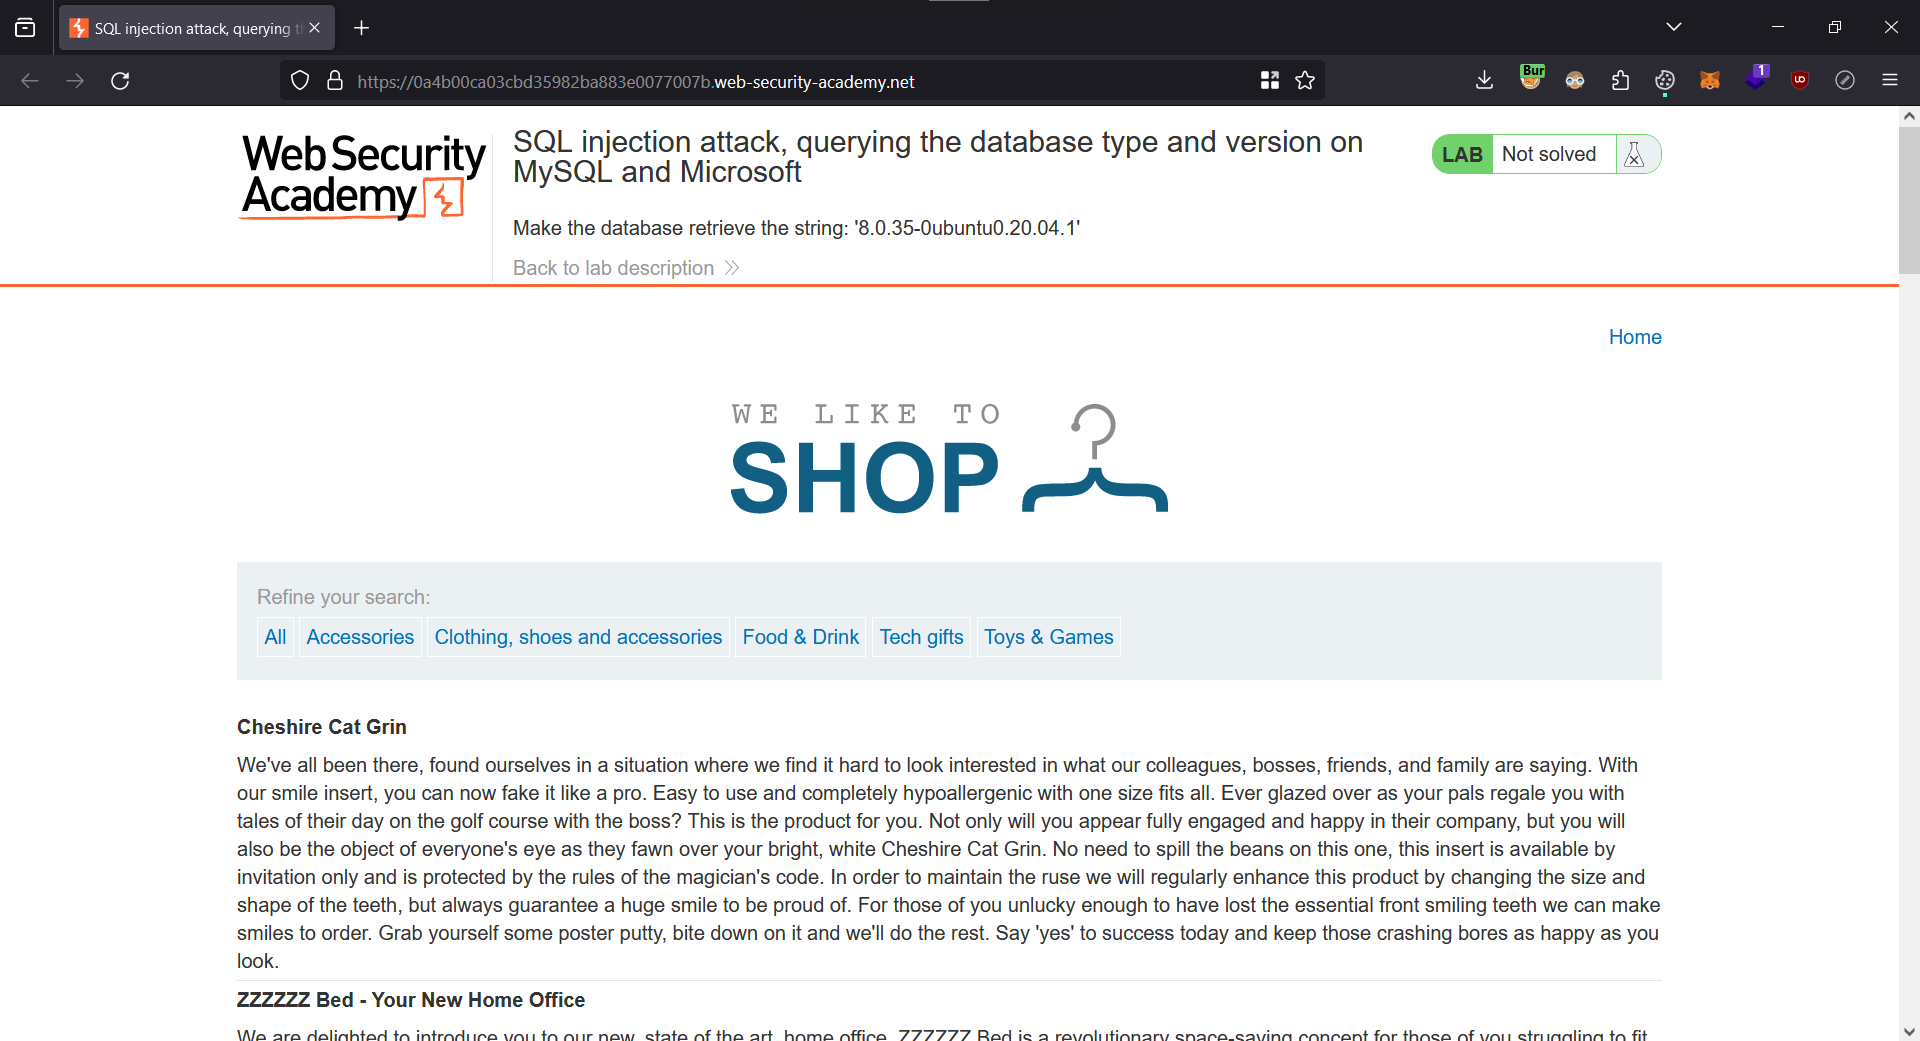 SQL injection attack, querying t
Bur
1
https://0a4b00ca03cbd35982ba883e0077007b.web-security-academy.net
WebSecurity
Academy
SQL injection attack, querying the database type and version on
MySQL and Microsoft
LAB Not solved
Make the database retrieve the string: '8.0.35-0ubuntu0.20.04.1'
Back to lab description
Home
WE LIKE TO
SHOP
Refine your search:
All Accessories Clothing, shoes and accessories Food & Drink Tech gifts Toys & Games
Cheshire Cat Grin
We've all been there, found ourselves in a situation where we find it hard to look interested in what our colleagues, bosses, friends, and family are saying. With
our smile insert, you can now fake it like a pro. Easy to use and completely hypoallergenic with one size fits all. Ever glazed over as your pals regale you with
tales of their day on the golf course with the boss? This is the product for you. Not only will you appear fully engaged and happy in their company, but you will
also be the object of everyone's eye as they fawn over your bright, white Cheshire Cat Grin. No need to spill the beans on this one, this insert is available by
invitation only and is protected by the rules of the magician's code. In order to maintain the ruse we will regularly enhance this product by changing the size and
shape of the teeth, but always guarantee a huge smile to be proud of. For those of you unlucky enough to have lost the essential front smiling teeth we can make
smiles to order. Grab yourself some poster putty, bite down on it and we'll do the rest. Say 'yes' to success today and keep those crashing bores as happy as you
look.
ZZZZZZ Bed - Your New Home Office
We are delighted to introduce you to our new, state of the art, home office. ZZZZZZ Bed is a revolutionary space-saving concept for those of you struggling to fit